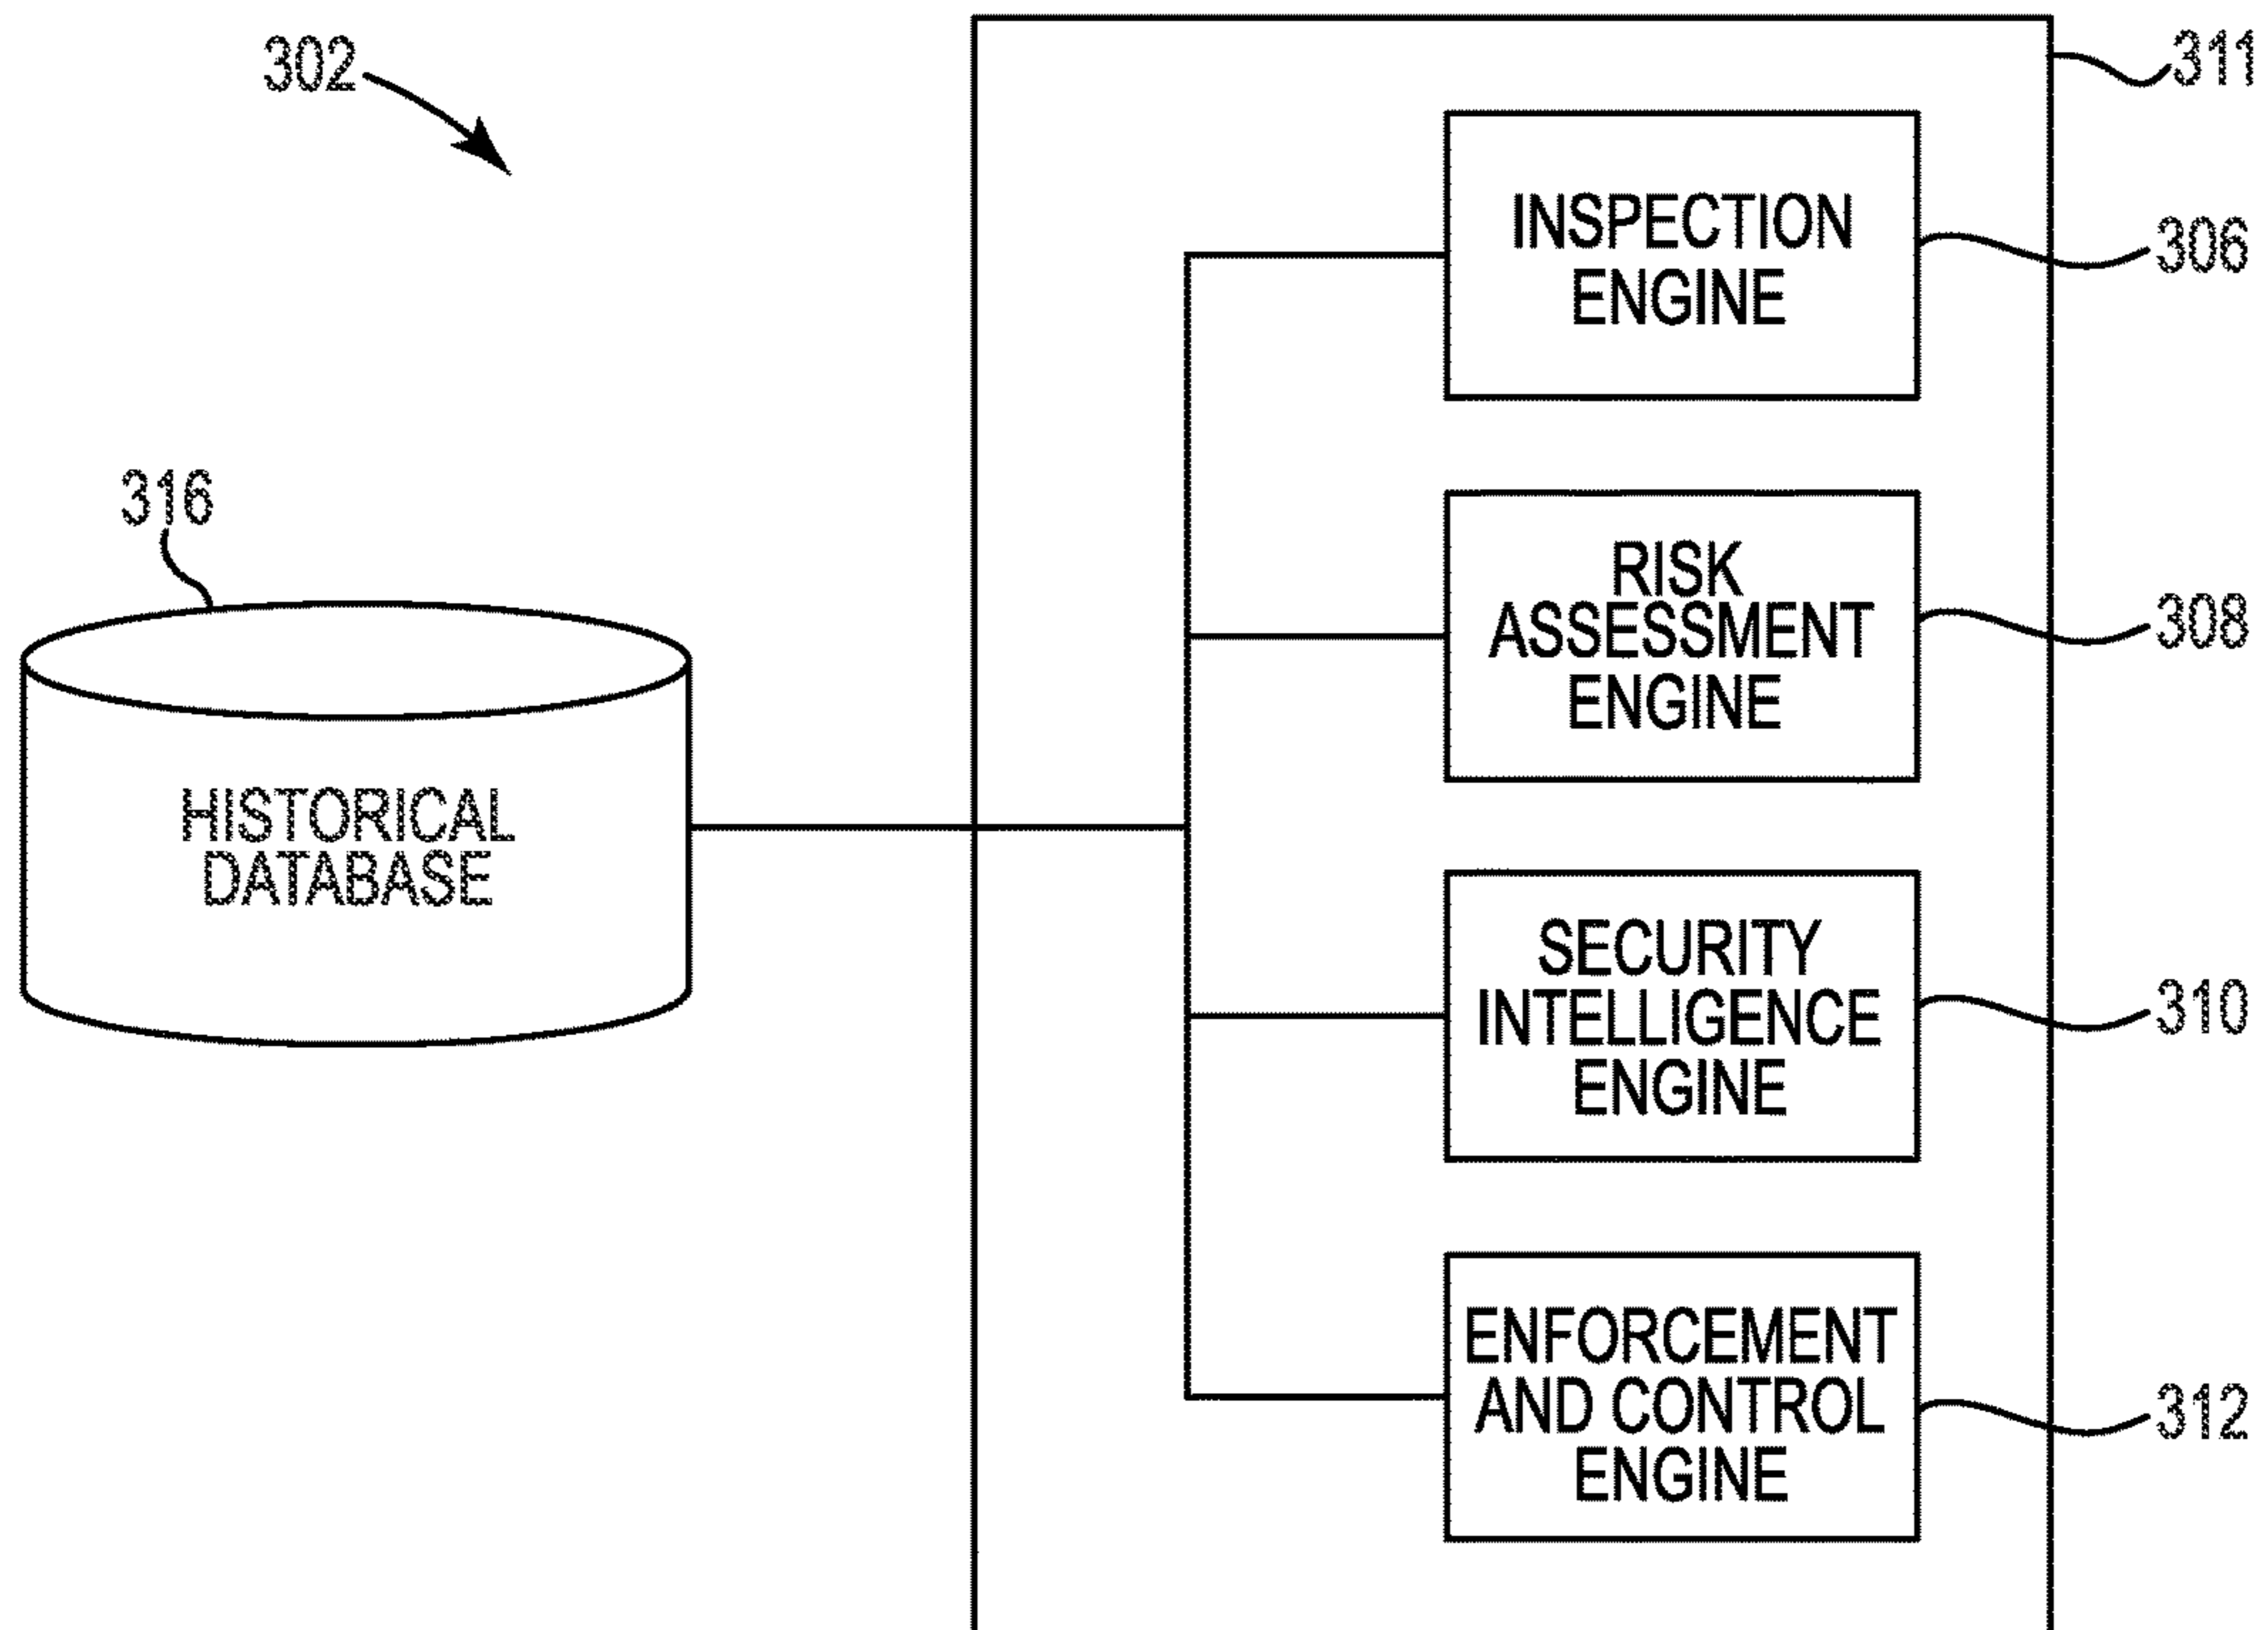 302
311
INSPECTION
ENGINE
306
316
RISK
ASSESSMENT
ENGINE
308
HISTORICAL
DATABASE
SECURITY
INTELLIGENCE
ENGINE
310
ENFORCEMENT
AND CONTROL
ENGINE
312